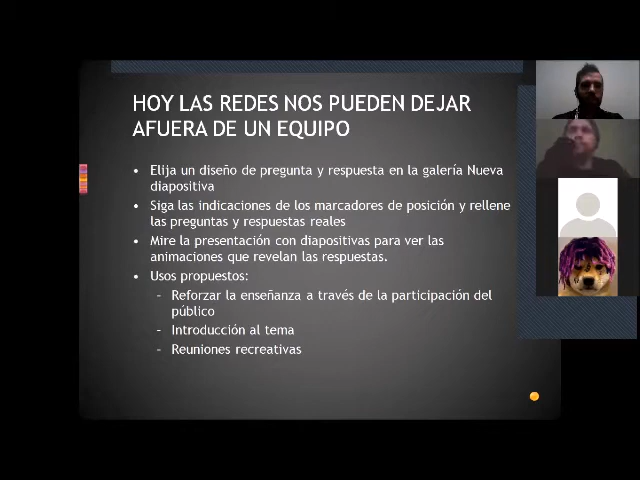 HOY LAS REDES NOS PUEDEN DEJAR
AFUERA DE UN EQUIPO
• Elija un diseño de pregunta y respuesta en la galería Nueva
diapositiva
• Siga las indicaciones de los marcadores de posición y rellene
las preguntas y respuestas reales
• Mire la presentación con diapositivas para ver las
animaciones que revelan las respuestas.
• Usos propuestos:
– Reforzar la enseñanza a través de la participación del
público
– Introducción al tema
– Reuniones recreativas